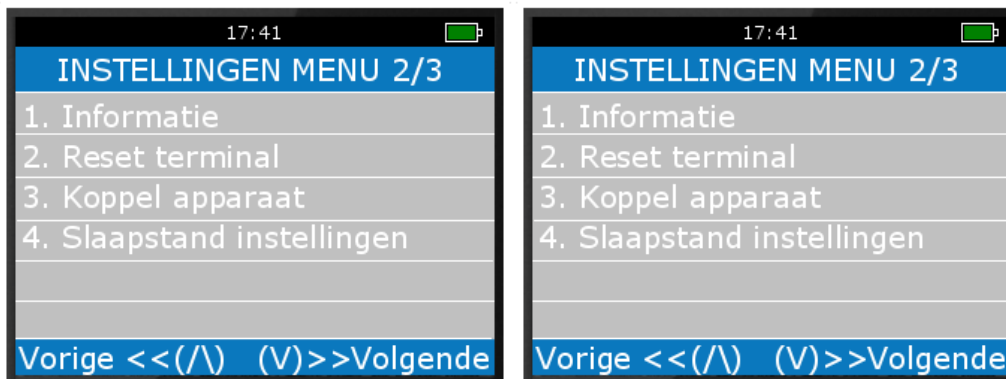 17:41
INSTELLINGEN MENU 2/3
1. Informatie
2. Reset terminal
3. Koppel apparaat
4. Slaapstand instellingen
Vorige <<(/\) (V)>>Volgende
17:41
INSTELLINGEN MENU 2/3
1. Informatie
2. Reset terminal
3. Koppel apparaat
4. Slaapstand instellingen
Vorige <<(/\) (V)>>Volgende